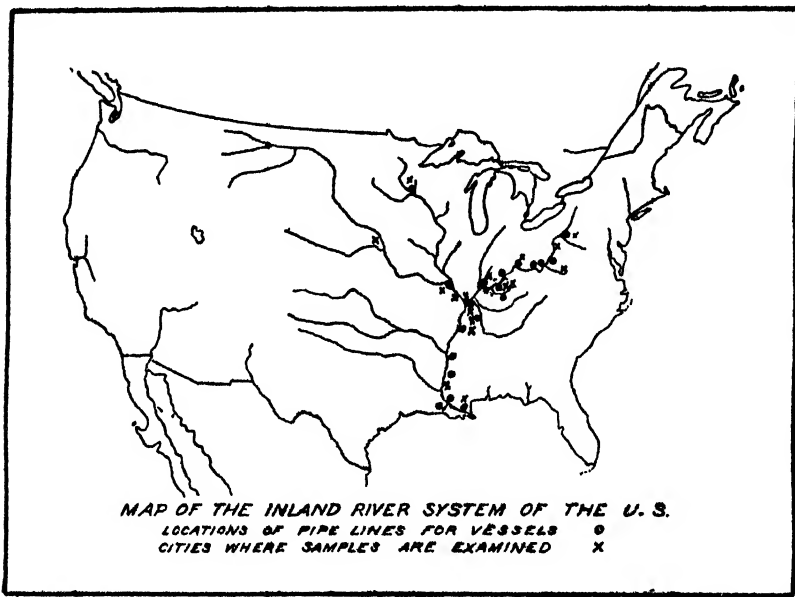 MAP OF THE INLAND RIVER SYSTEM OF THE U. S.
LOCATIONS OF PIPE LINES FOR VESSELS o
CITIES WHERE SAMPLES ARE EXAMINED x